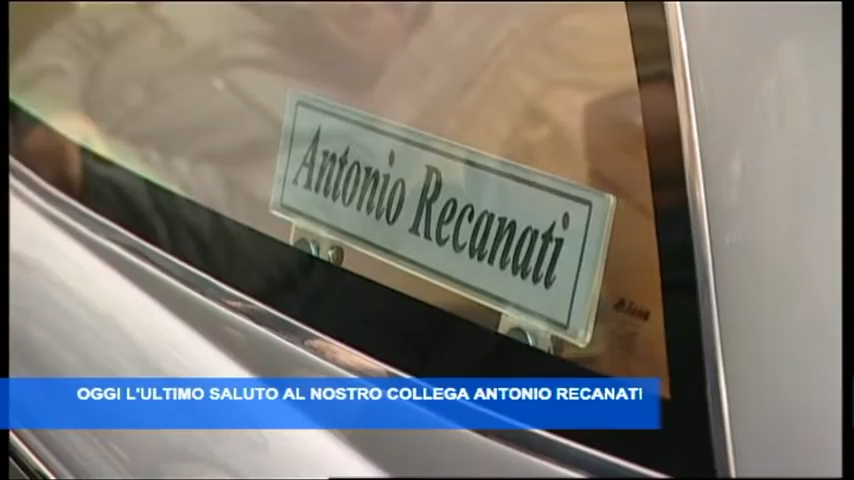 Antonio Recanati
OGGI L'ULTIMO SALUTO AL NOSTRO COLLEGA ANTONIO RECANATI